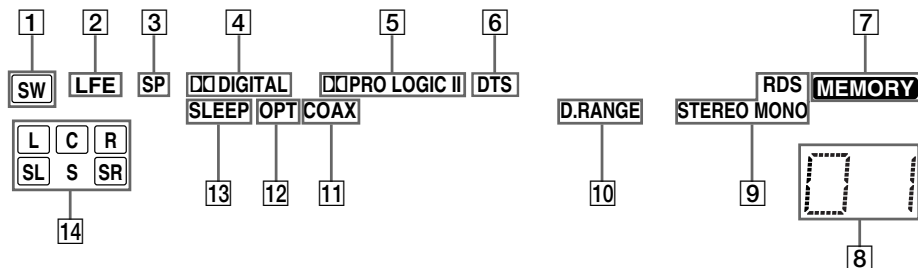 1 2 3 4 5 6 7
SW LFE SP DIGITAL PRO LOGIC II DTS RDS MEMORY
SLEEP OPT COAX D.RANGE STEREO MONO
L C R
SL S SR
13 12 11 10 9
01
14 8